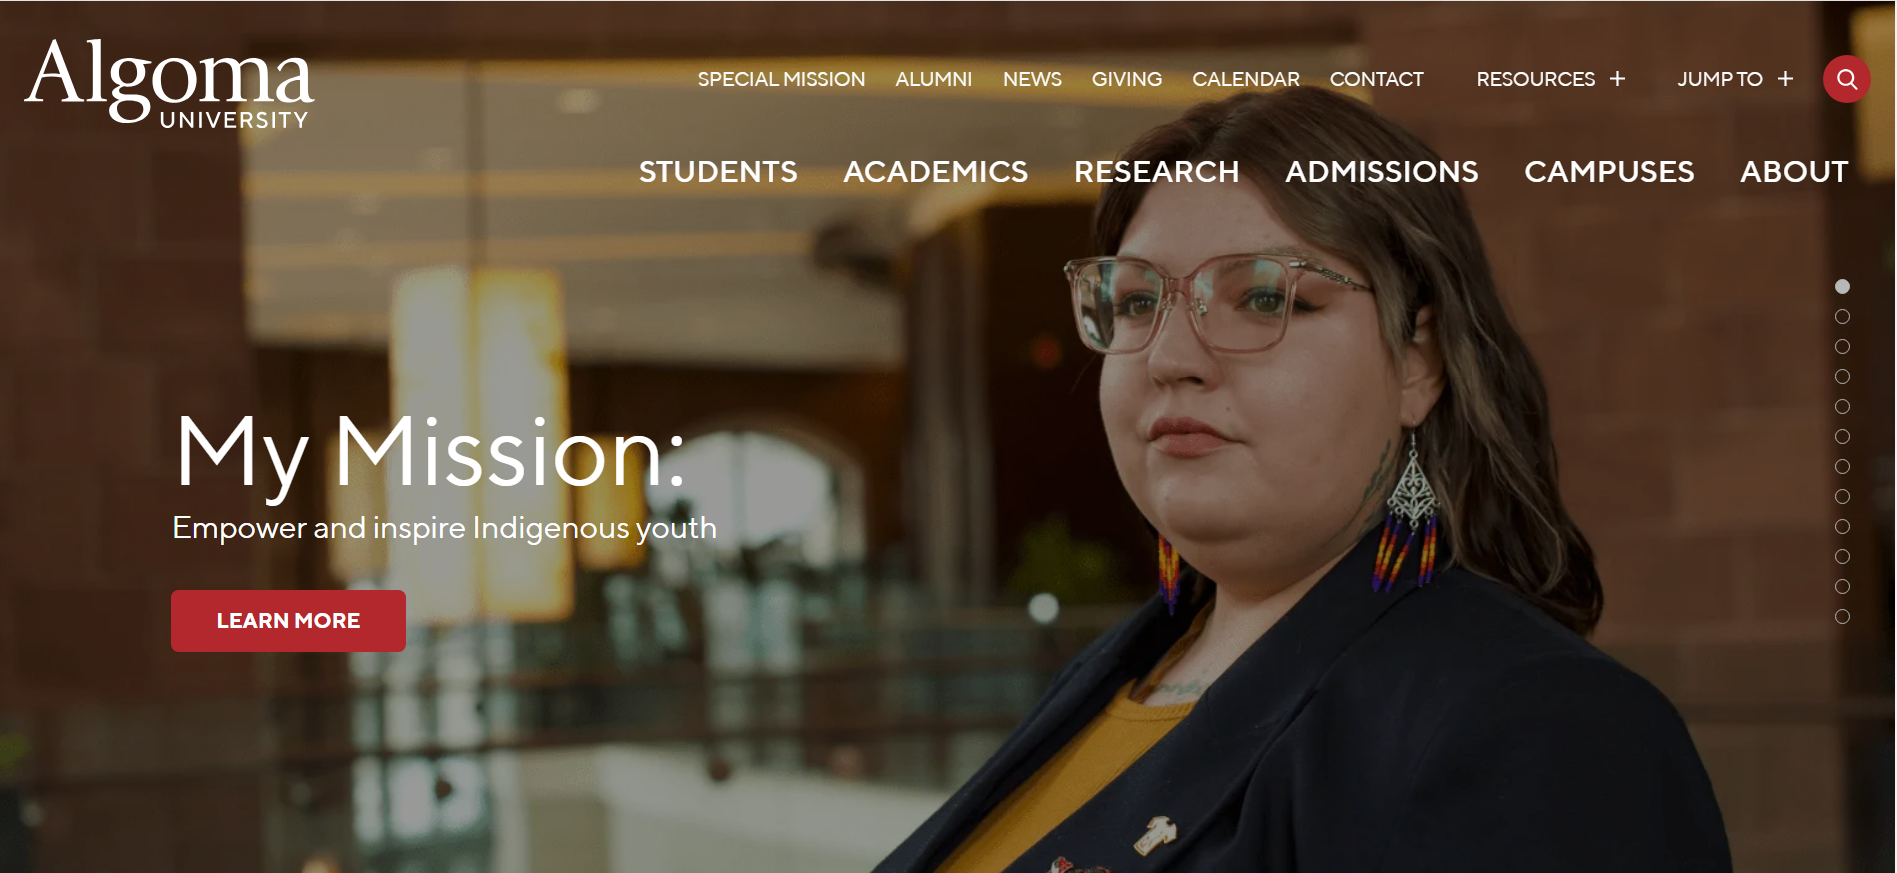 Algoma
UNIVERSITY
SPECIAL MISSION ALUMNI NEWS GIVING CALENDAR CONTACT RESOURCES + JUMP TO +
STUDENTS ACADEMICS RESEARCH ADMISSIONS CAMPUSES ABOUT
My Mission:
Empower and inspire Indigenous youth
LEARN MORE